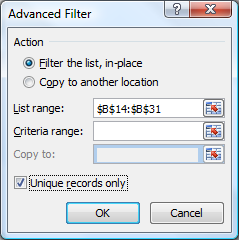 Advanced Filter
Action
Filter the list, in-place
Copy to another location
List range: $B$14:$B$31
Criteria range:
Copy to:
Unique records only
OK Cancel